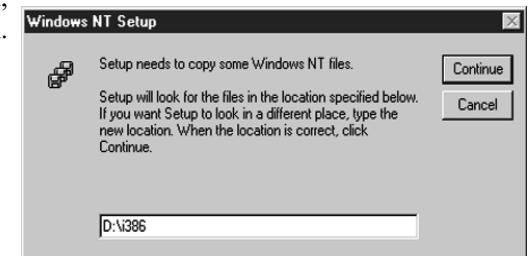 Windows NT Setup
Setup needs to copy some Windows NT files.
Continue
Setup will look for the files in the location specified below.
If you want Setup to look in a different place, type the
new location. When the location is correct, click
Continue.
Cancel
D:\i386